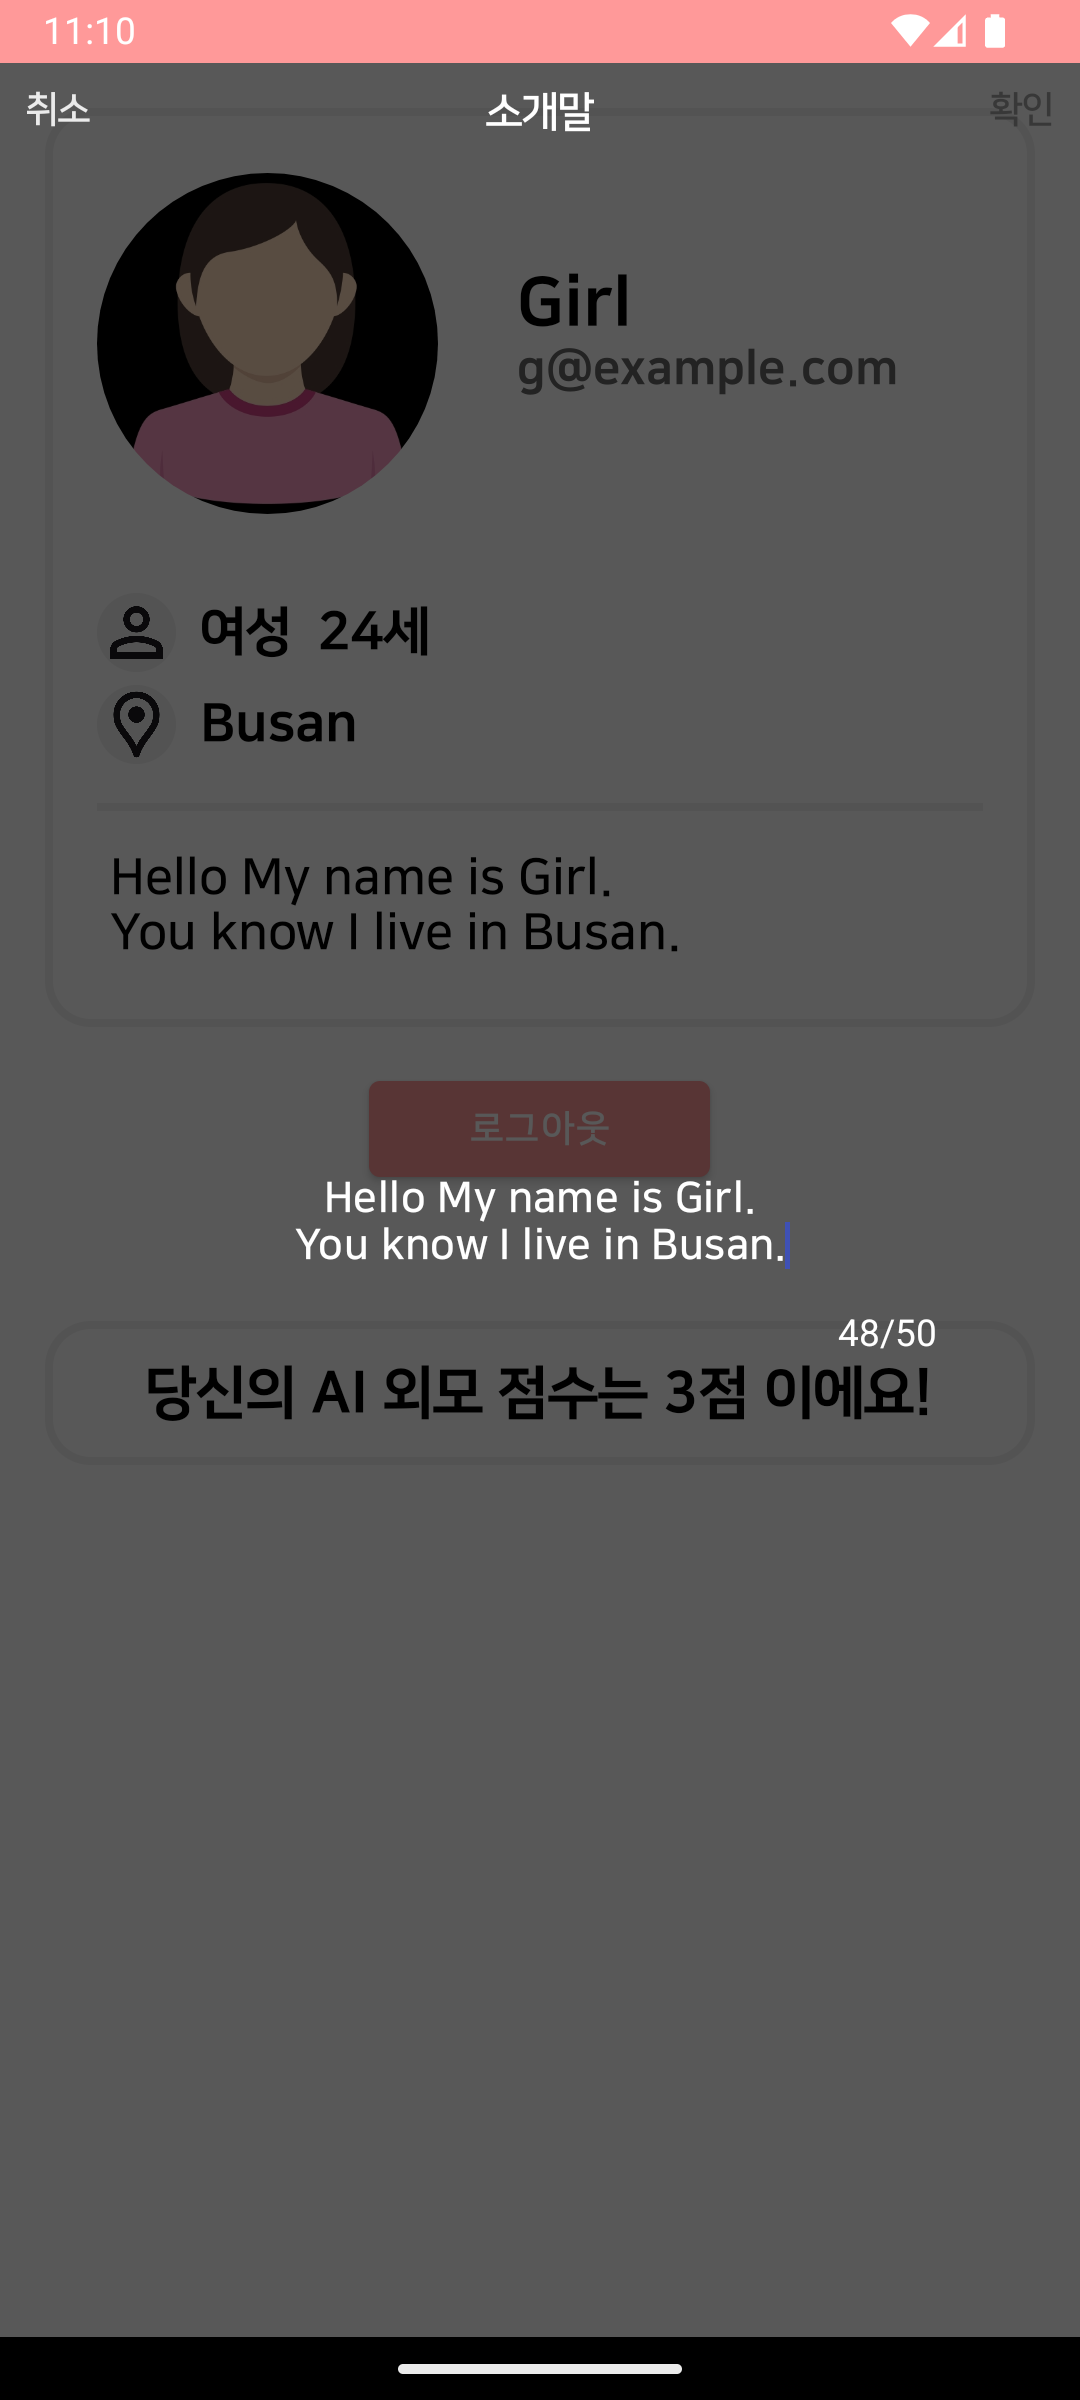 11:10
취소
소개말
확인
Girl
g@example.com
여성 24세
Busan
Hello My name is Girl.
You know I live in Busan.
로그아웃
Hello My name is Girl.
You know I live in Busan.
48/50
당신의 AI 외모 점수는 3점 이에요!